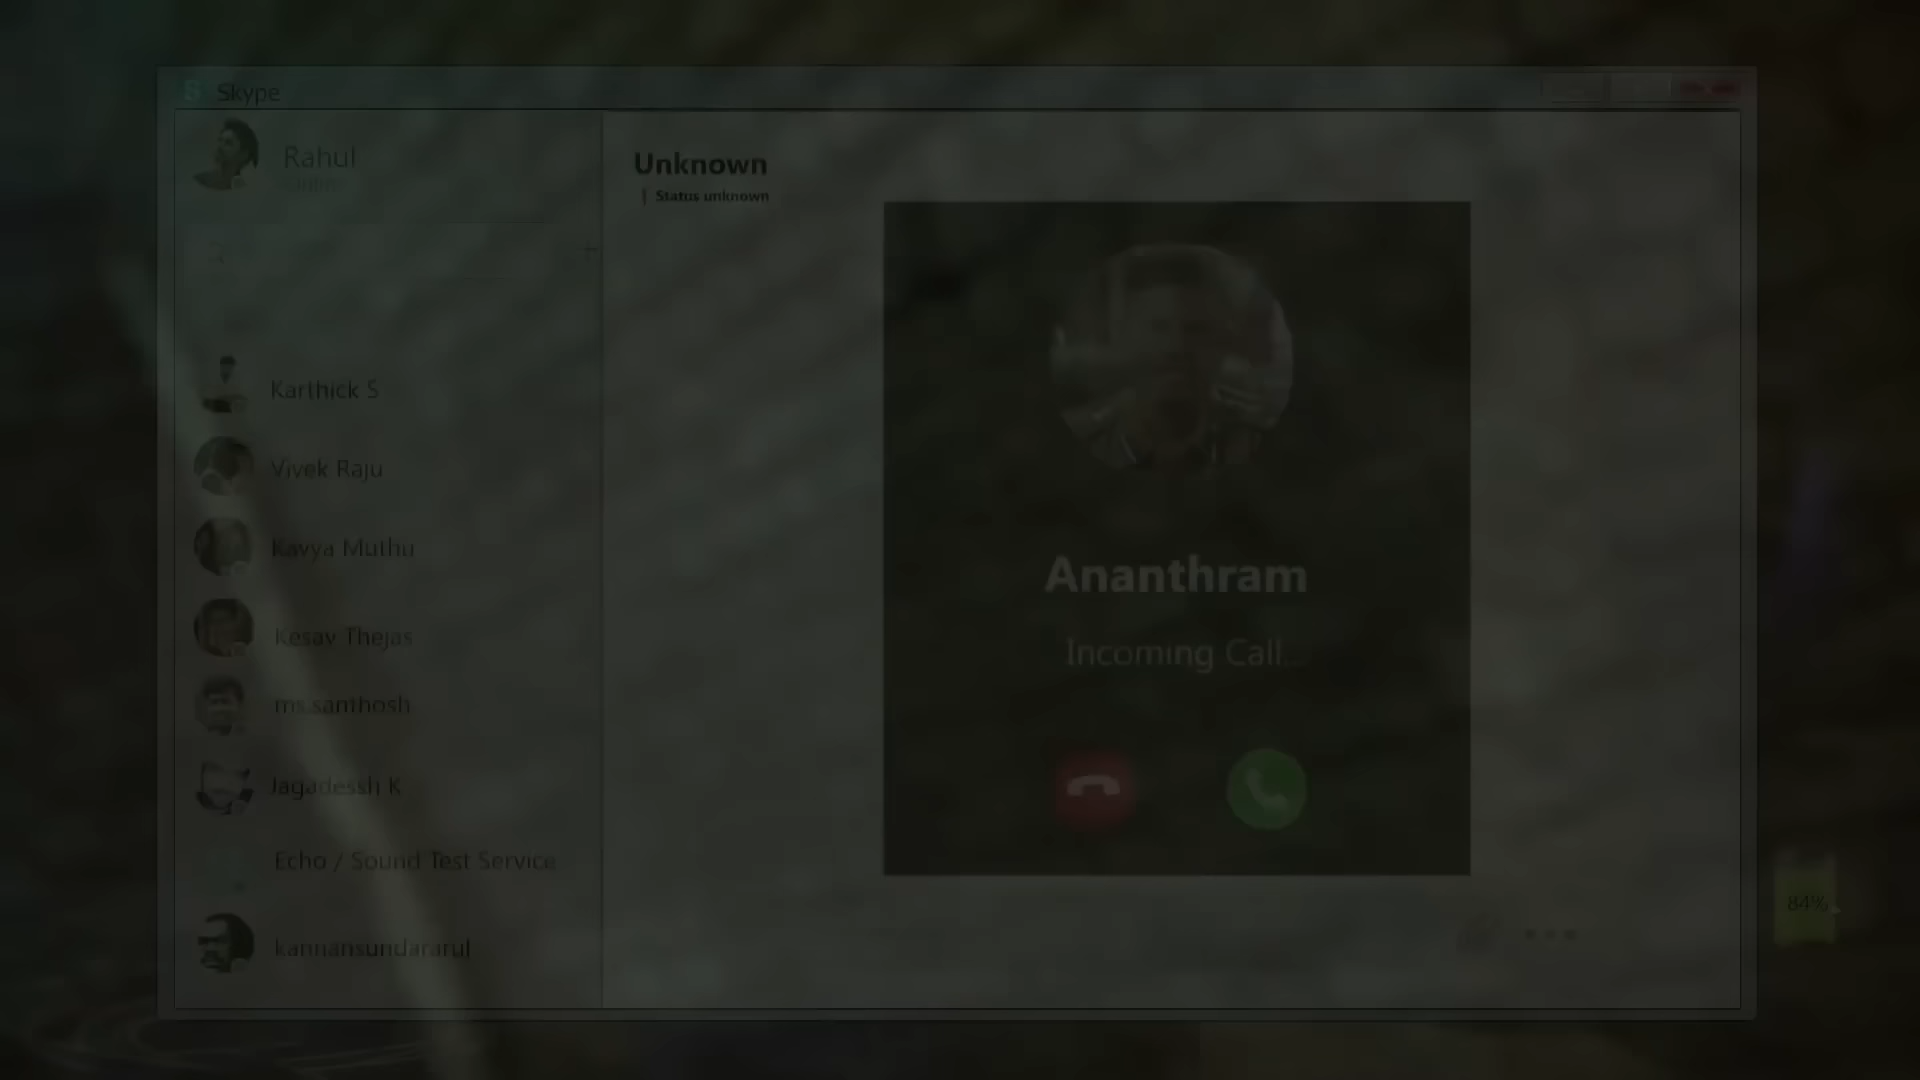 Skype
Rahul
Unknown
Status unknown
Karthick S
Vivek Raju
Kavya Muthu
Kesav Thejas
ms.santhosh
Jagadessh K
Echo / Sound Test Service
kannansundararul
Ananthram
Incoming Call...
84%